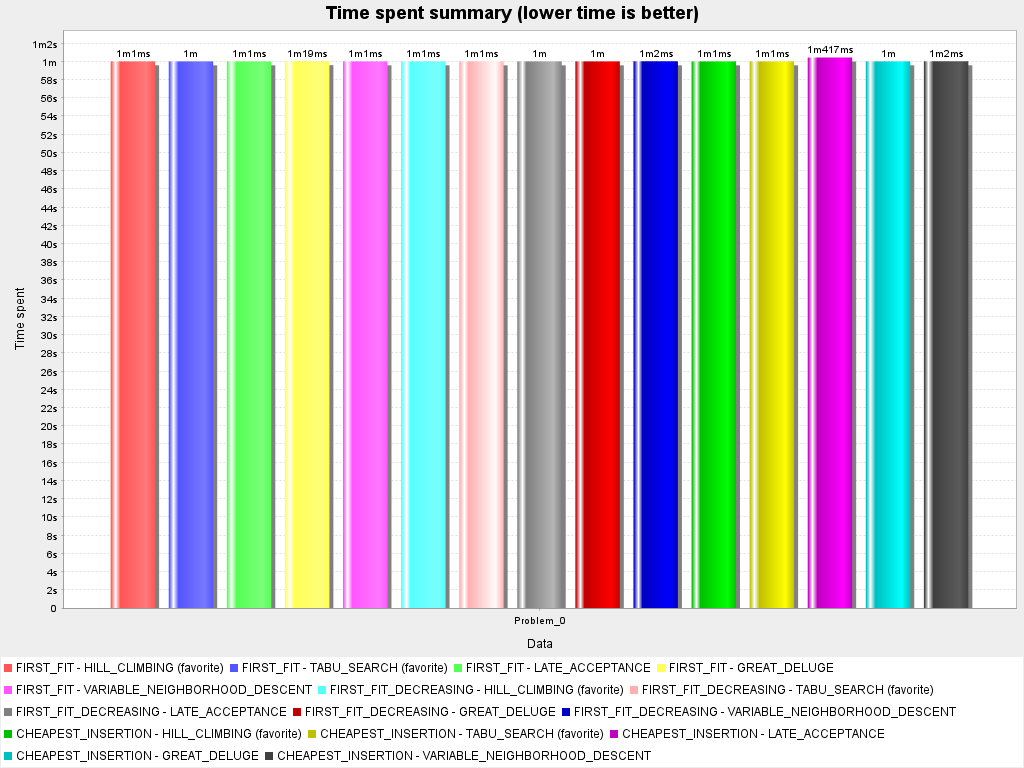 Time spent summary (lower time is better)
1m2s
1m
58s
56s
54s
52s
50s
48s
46s
44s
42s
40s
38s
36s
34s
32s
30s
28s
26s
24s
22s
20s
18s
16s
14s
12s
10s
8s
6s
4s
2s
0
Time spent
1m1ms 1m 1m1ms 1m19ms 1m1ms 1m1ms 1m1ms 1m 1m 1m2ms 1m1ms 1m1ms 1m417ms 1m 1m2ms
Problem_0
Data
FIRST_FIT - HILL_CLIMBING (favorite) FIRST_FIT - TABU_SEARCH (favorite) FIRST_FIT - LATE_ACCEPTANCE FIRST_FIT - GREAT_DELUGE
FIRST_FIT - VARIABLE_NEIGHBORHOOD_DESCENT FIRST_FIT_DECREASING - HILL_CLIMBING (favorite) FIRST_FIT_DECREASING - TABU_SEARCH (favorite)
FIRST_FIT_DECREASING - LATE_ACCEPTANCE FIRST_FIT_DECREASING - GREAT_DELUGE FIRST_FIT_DECREASING - VARIABLE_NEIGHBORHOOD_DESCENT
CHEAPEST_INSERTION - HILL_CLIMBING (favorite) CHEAPEST_INSERTION - TABU_SEARCH (favorite) CHEAPEST_INSERTION - LATE_ACCEPTANCE
CHEAPEST_INSERTION - GREAT_DELUGE CHEAPEST_INSERTION - VARIABLE_NEIGHBORHOOD_DESCENT